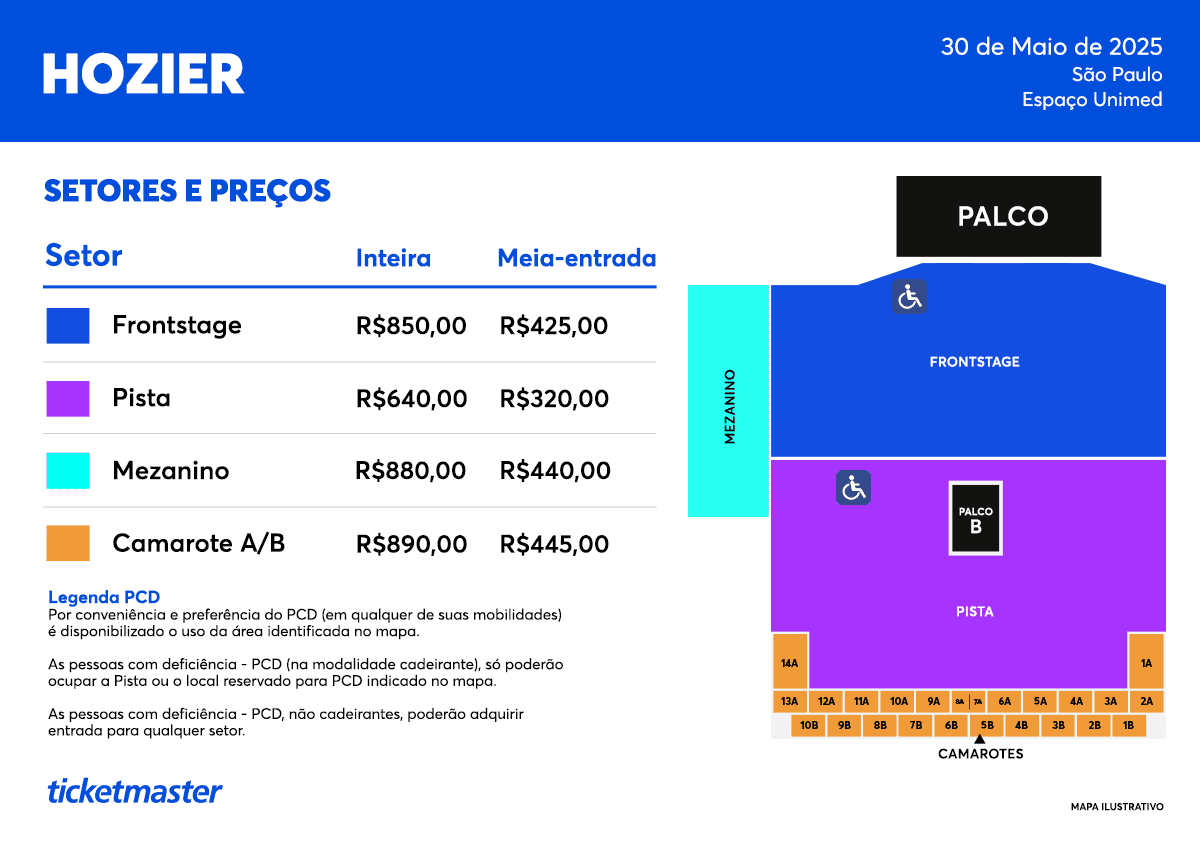 HOZIER
30 de Maio de 2025
São Paulo
Espaço Unimed
SETORES E PREÇOS
Setor Inteira Meia-entrada
Frontstage R$850,00 R$425,00
Pista R$640,00 R$320,00
Mezanino R$880,00 R$440,00
Camarote A/B R$890,00 R$445,00
Legenda PCD
Por conveniência e preferência do PCD (em qualquer de suas mobilidades)
é disponibilizado o uso da área identificada no mapa.
As pessoas com deficiência - PCD (na modalidade cadeirante), só poderão
ocupar a Pista ou o local reservado para PCD indicado no mapa.
As pessoas com deficiência - PCD, não cadeirantes, poderão adquirir
entrada para qualquer setor.
ticketmaster
PALCO
MEZANINO
FRONTSTAGE
PALCO
B
PISTA
14A 1A
13A 12A 11A 10A 9A 8A 7A 6A 5A 4A 3A 2A
10B 9B 8B 7B 6B 5B 4B 3B 2B 1B
CAMAROTES
MAPA ILUSTRATIVO